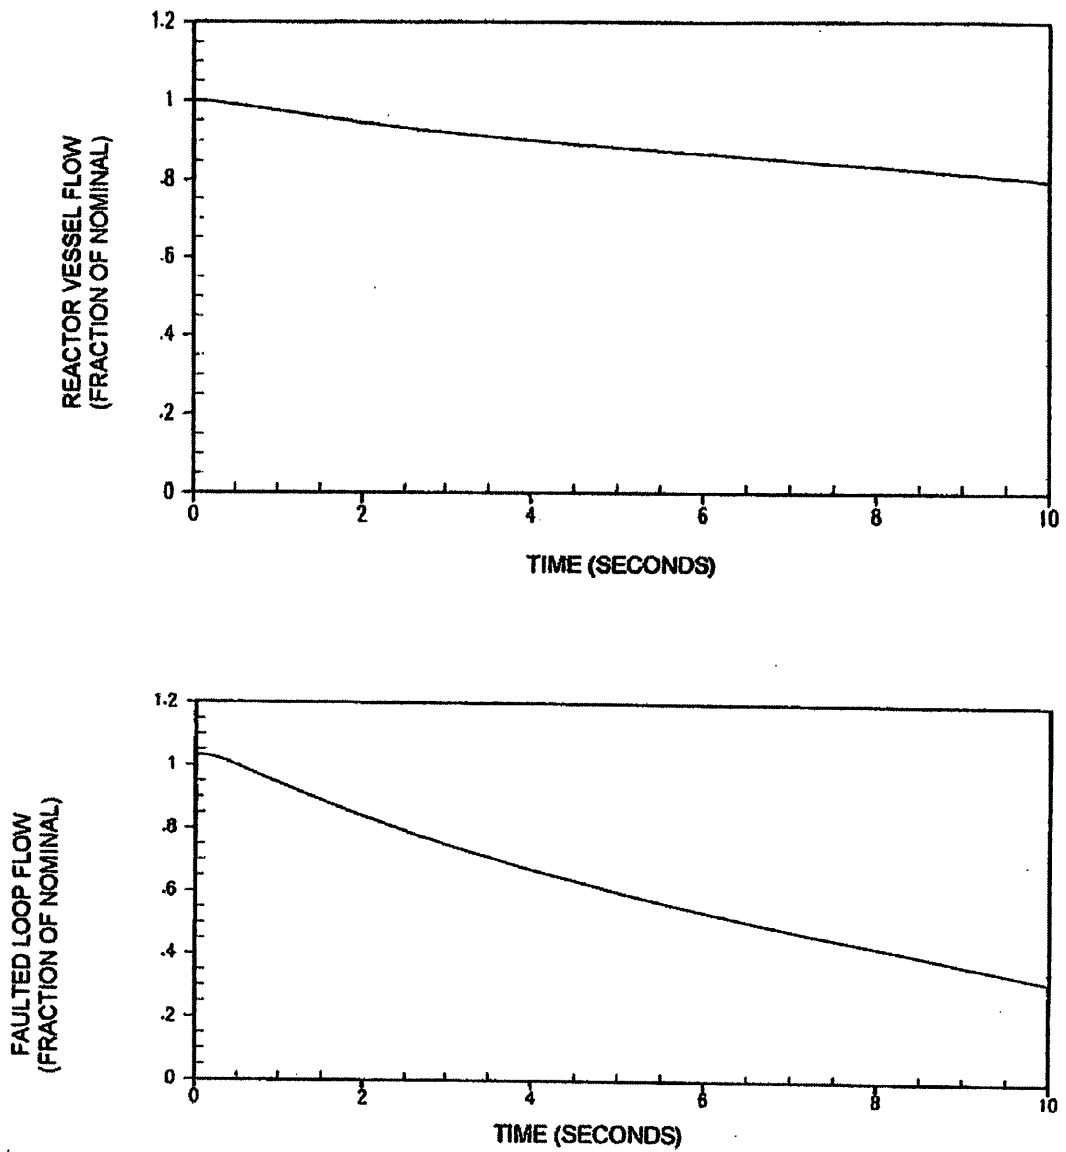 REACTOR VESSEL FLOW
(FRACTION OF NOMINAL)
1.2
1
.8
.6
.4
.2
0
0 2 4 6 8 10
TIME (SECONDS)
FAULTED LOOP FLOW
(FRACTION OF NOMINAL)
1.2
1
.8
.6
.4
.2
0
0 2 4 6 8 10
TIME (SECONDS)